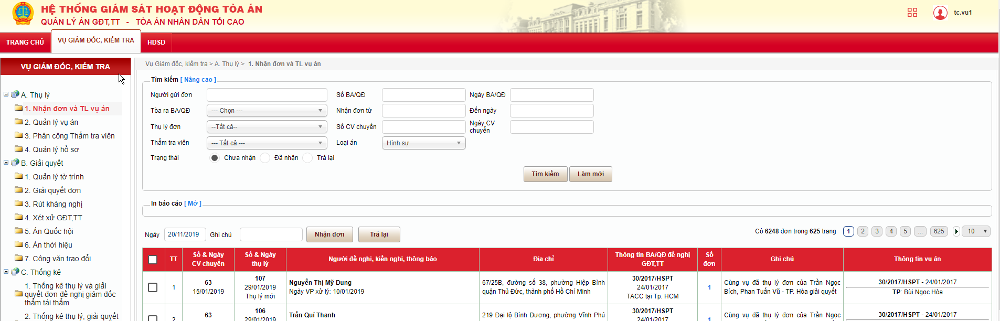 HỆ THỐNG GIÁM SÁT HOẠT ĐỘNG TÒA ÁN
QUẢN LÝ ÁN GĐT,TT - TÒA ÁN NHÂN DÂN TỐI CAO
tc.vu1
TRANG CHỦ
VỤ GIÁM ĐỐC, KIỂM TRA
HDSD
VỤ GIÁM ĐỐC, KIỂM TRA
A. Thụ lý
1. Nhận đơn và TL vụ án
2. Quản lý vụ án
3. Phân công Thẩm tra viên
4. Quản lý hồ sơ
B. Giải quyết
1. Quản lý tờ trình
2. Giải quyết đơn
3. Rút kháng nghị
4. Xét xử GĐT,TT
5. Án Quốc hội
6. Án thời hiệu
7. Công văn trao đổi
C. Thống kê
1. Thống kê thụ lý và giải
quyết đơn đề nghị giám đốc
thẩm tái thẩm
2. Thống kê thụ lý, giải quyết
Vụ Giám đốc, kiểm tra > A. Thụ lý > 1. Nhận đơn và TL vụ án
Tìm kiếm [ Nâng cao ]
Người gửi đơn
Số BA/QĐ
Ngày BA/QĐ
Tòa ra BA/QĐ
--- Chọn ---
Nhận đơn từ
Đến ngày
Thụ lý đơn
--Tất cả--
Số CV chuyển
Ngày CV
chuyển
Thẩm tra viên
--- Tất cả ---
Loại án
Hình sự
Trạng thái
Chưa nhận
Đã nhận
Trả lại
Tìm kiếm
Làm mới
In báo cáo [ Mở ]
Ngày
20/11/2019
Ghi chú
Nhận đơn
Trả lại
Có 6248 đơn trong 625 trang
1 2 3 4 5 ... 625
10
TT
Số & Ngày
CV chuyển
Số & Ngày
thụ lý
Người đề nghị, kiến nghị, thông báo
Địa chỉ
Thông tin BA/QĐ đề nghị
GĐT,TT
Số
đơn
Ghi chú
Thông tin vụ án
1
63
15/01/2019
107
29/01/2019
Thụ lý mới
Nguyễn Thị Mỹ Dung
Ngày VP xử lý: 10/01/2019
67/25B, đường số 38, phường Hiệp Bình
quận Thủ Đức, thành phố Hồ Chí Minh
30/2017/HSPT
24/01/2017
TACC tại Tp. HCM
1
Cùng vụ đã thụ lý đơn của Trần Ngọc
Bích, Phan Tuấn Vũ - TP. Hòa giải quyết
30/2017/HSPT - 24/01/2017
TP: Bùi Ngọc Hòa
2
63
106
29/01/2019
Trần Quí Thanh
219 Đại lộ Bình Dương, phường Vĩnh Phú
30/2017/HSPT
24/01/2017
1
Cùng vụ đã thụ lý đơn của Trần Ngọc
30/2017/HSPT - 24/01/2017